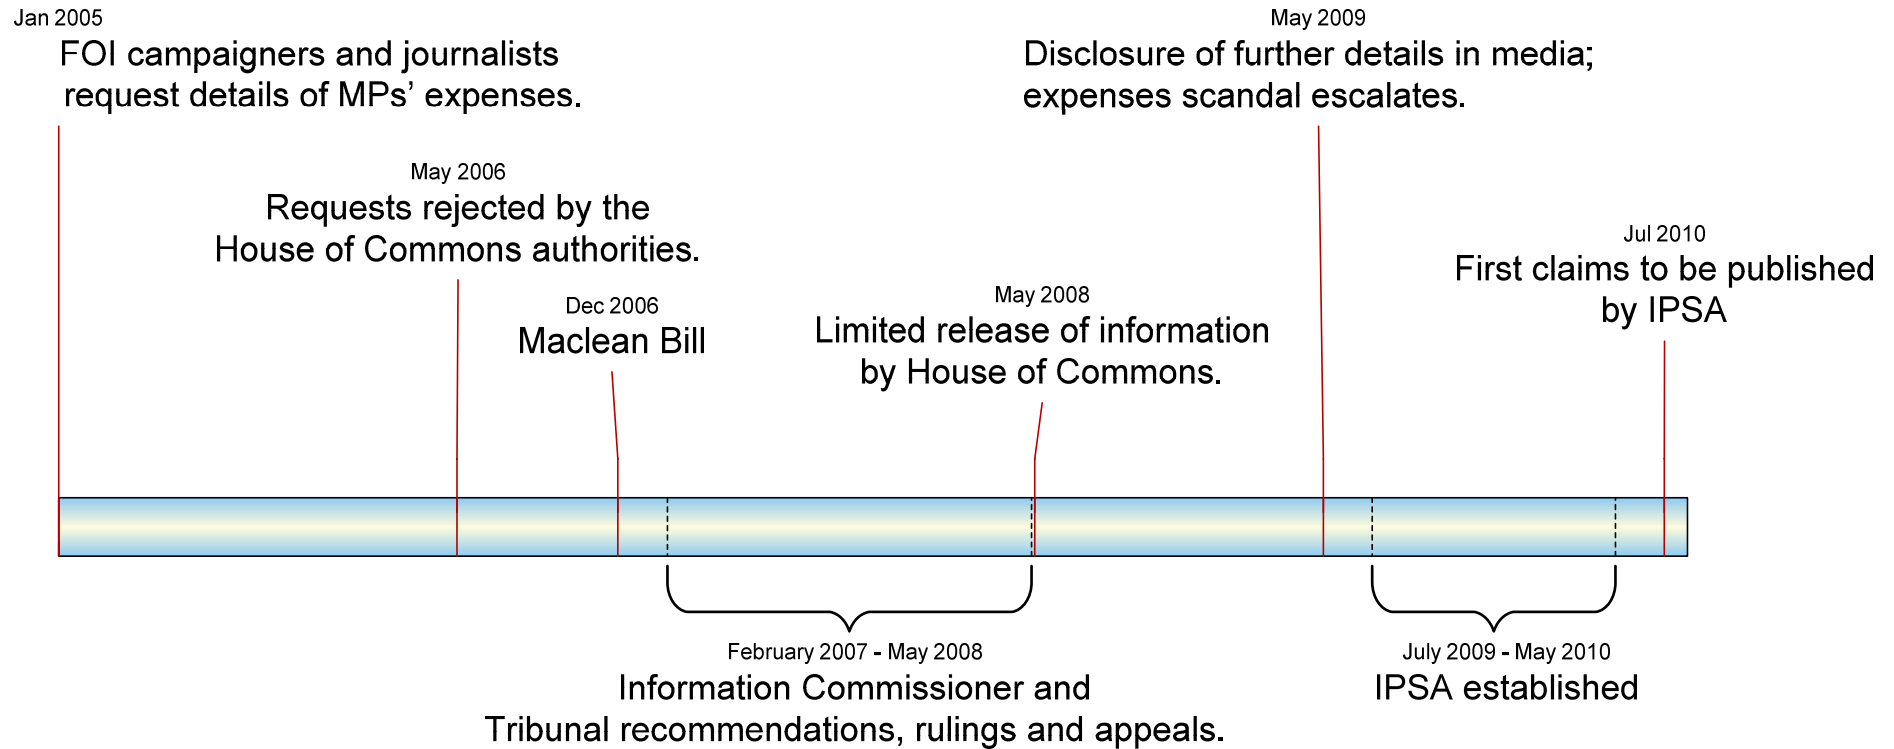 Jan 2005
FOI campaigners and journalists
request details of MPs’ expenses.
May 2006
Requests rejected by the
House of Commons authorities.
Dec 2006
Maclean Bill
May 2008
Limited release of information
by House of Commons.
May 2009
Disclosure of further details in media;
expenses scandal escalates.
Jul 2010
First claims to be published
by IPSA
February 2007 - May 2008
Information Commissioner and
Tribunal recommendations, rulings and appeals.
July 2009 - May 2010
IPSA established